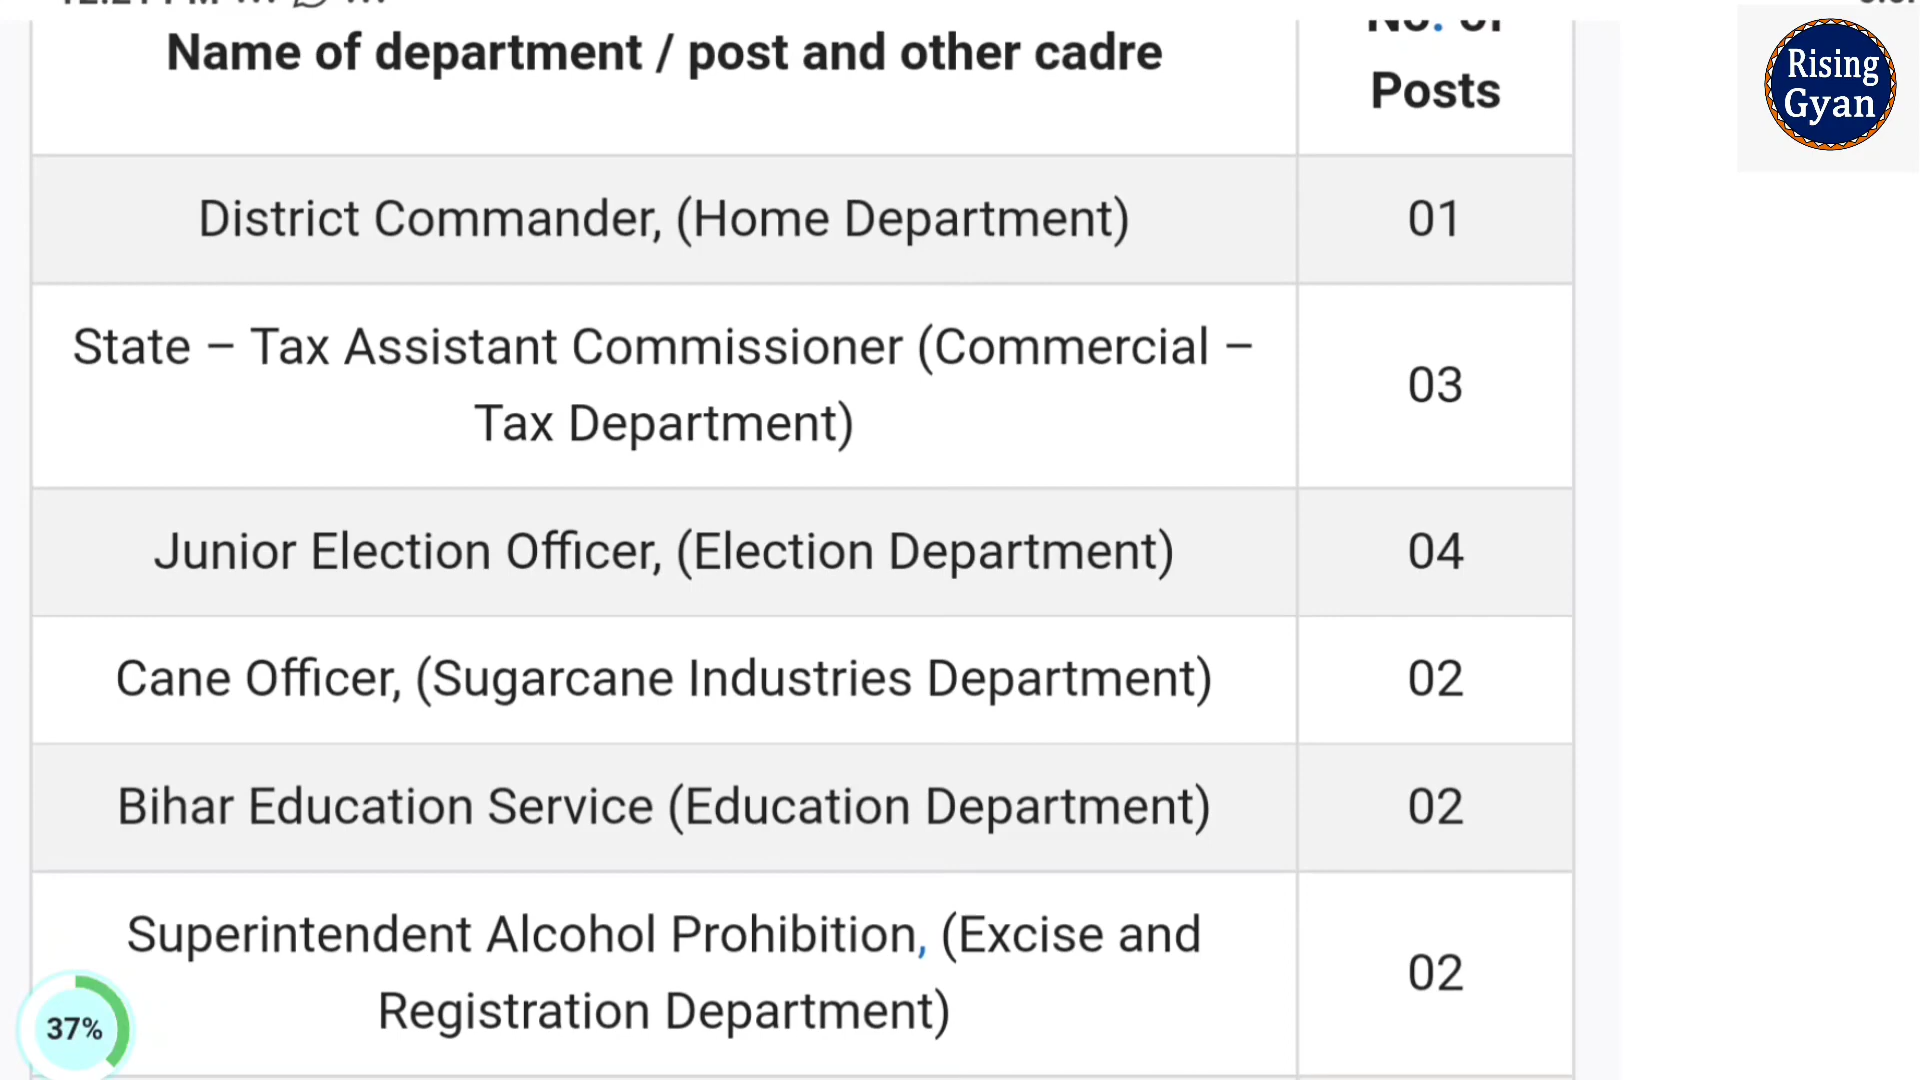 No. of
Name of department / post and other cadre
Posts
Rising
Gyan
District Commander, (Home Department)
01
State – Tax Assistant Commissioner (Commercial –
Tax Department)
03
Junior Election Officer, (Election Department)
04
Cane Officer, (Sugarcane Industries Department)
02
Bihar Education Service (Education Department)
02
Superintendent Alcohol Prohibition, (Excise and
Registration Department)
02
37%